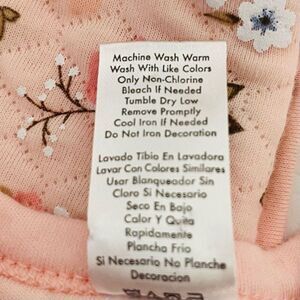 Machine Wash Warm
Wash With Like Colors
Only Non-Chlorine
Bleach If Needed
Tumble Dry Low
Remove Promptly
Cool Iron If Needed
Do Not Iron Decoration
Lavado Tibio En Lavadora
Lavar Con Colores Similares
Usar Blanqueador Sin
Cloro Si Necesario
Seco En Bajo
Calor Y Quita
Rapidamente
Plancha Frio
Si Necesario No Planche
Decoracion